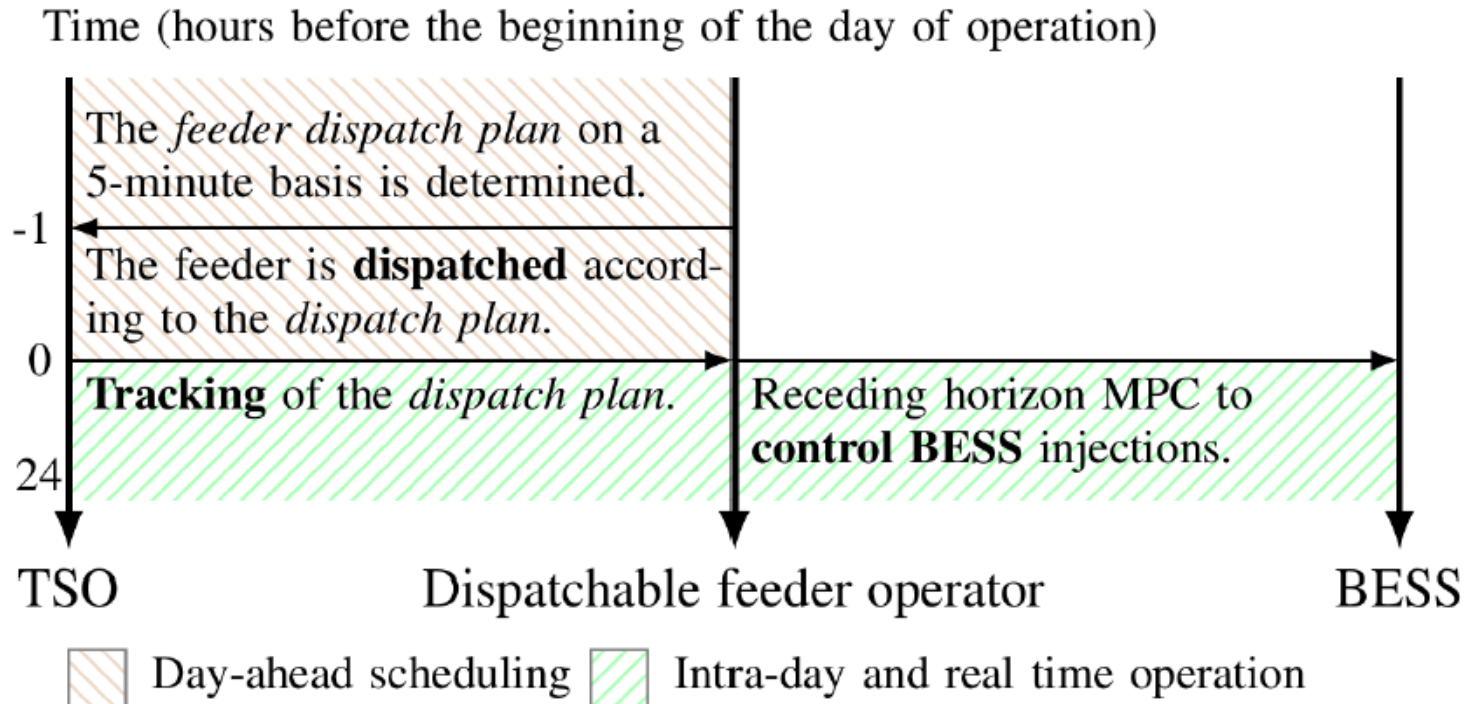 Time (hours before the beginning of the day of operation)
The feeder dispatch plan on a
5-minute basis is determined.
-1
The feeder is dispatched accord-
ing to the dispatch plan.
0
Tracking of the dispatch plan.
Receding horizon MPC to
control BESS injections.
24
TSO
Dispatchable feeder operator
BESS
Day-ahead scheduling
Intra-day and real time operation